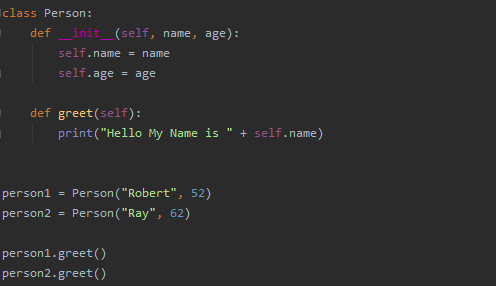 class Person:
    def __init__(self, name, age):
        self.name = name
        self.age = age

    def greet(self):
        print("Hello My Name is " + self.name)


person1 = Person("Robert", 52)
person2 = Person("Ray", 62)

person1.greet()
person2.greet()